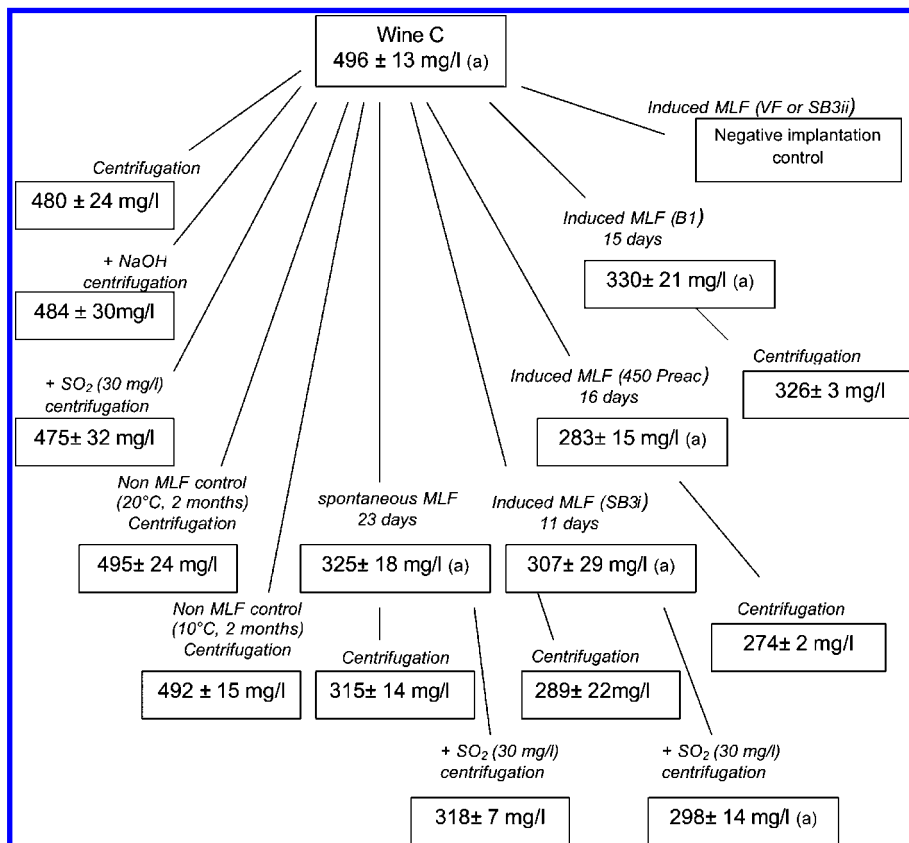 Wine C
496 ± 13 mg/l (a)
Induced MLF (VF or SB3ii)
Negative implantation
control
Centrifugation
480 ± 24 mg/l
Induced MLF (B1)
15 days
330± 21 mg/l (a)
+ NaOH
centrifugation
484 ± 30mg/l
Centrifugation
326± 3 mg/l
+ SO₂ (30 mg/l)
centrifugation
475± 32 mg/l
Induced MLF (450 Preac)
16 days
283± 15 mg/l (a)
Non MLF control
(20°C, 2 months)
Centrifugation
495± 24 mg/l
spontaneous MLF
23 days
325± 18 mg/l (a)
Induced MLF (SB3i)
11 days
307± 29 mg/l (a)
Non MLF control
(10°C, 2 months)
Centrifugation
492 ± 15 mg/l
Centrifugation
315± 14 mg/l
Centrifugation
289± 22mg/l
Centrifugation
274± 2 mg/l
+ SO₂ (30 mg/l)
centrifugation
318± 7 mg/l
+ SO₂ (30 mg/l)
centrifugation
298± 14 mg/l (a)